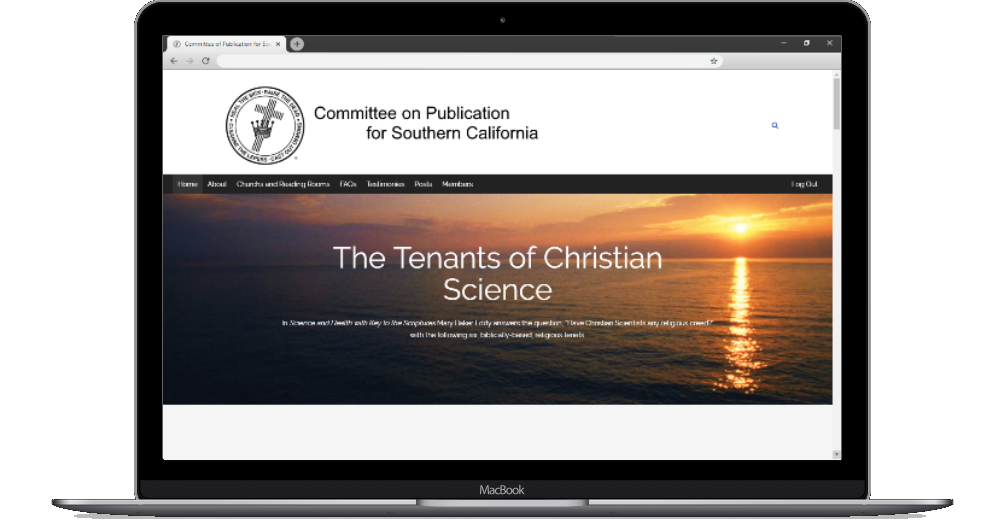 Committee of Publication for So
HEAL THE SICK · RAISE THE DEAD
CLEANSE THE LEPERS · CAST OUT DEMONS
Committee on Publication
for Southern California
Home About Churchs and Reading Rooms FAQs Testimonies Posts Members Log Out
The Tenants of Christian
Science
In Science and Health with Key to the Scriptures Mary Baker Eddy answers the question, "Have Christian Scientists any religious creed?"
with the following six biblically-based, religious tenets
MacBook